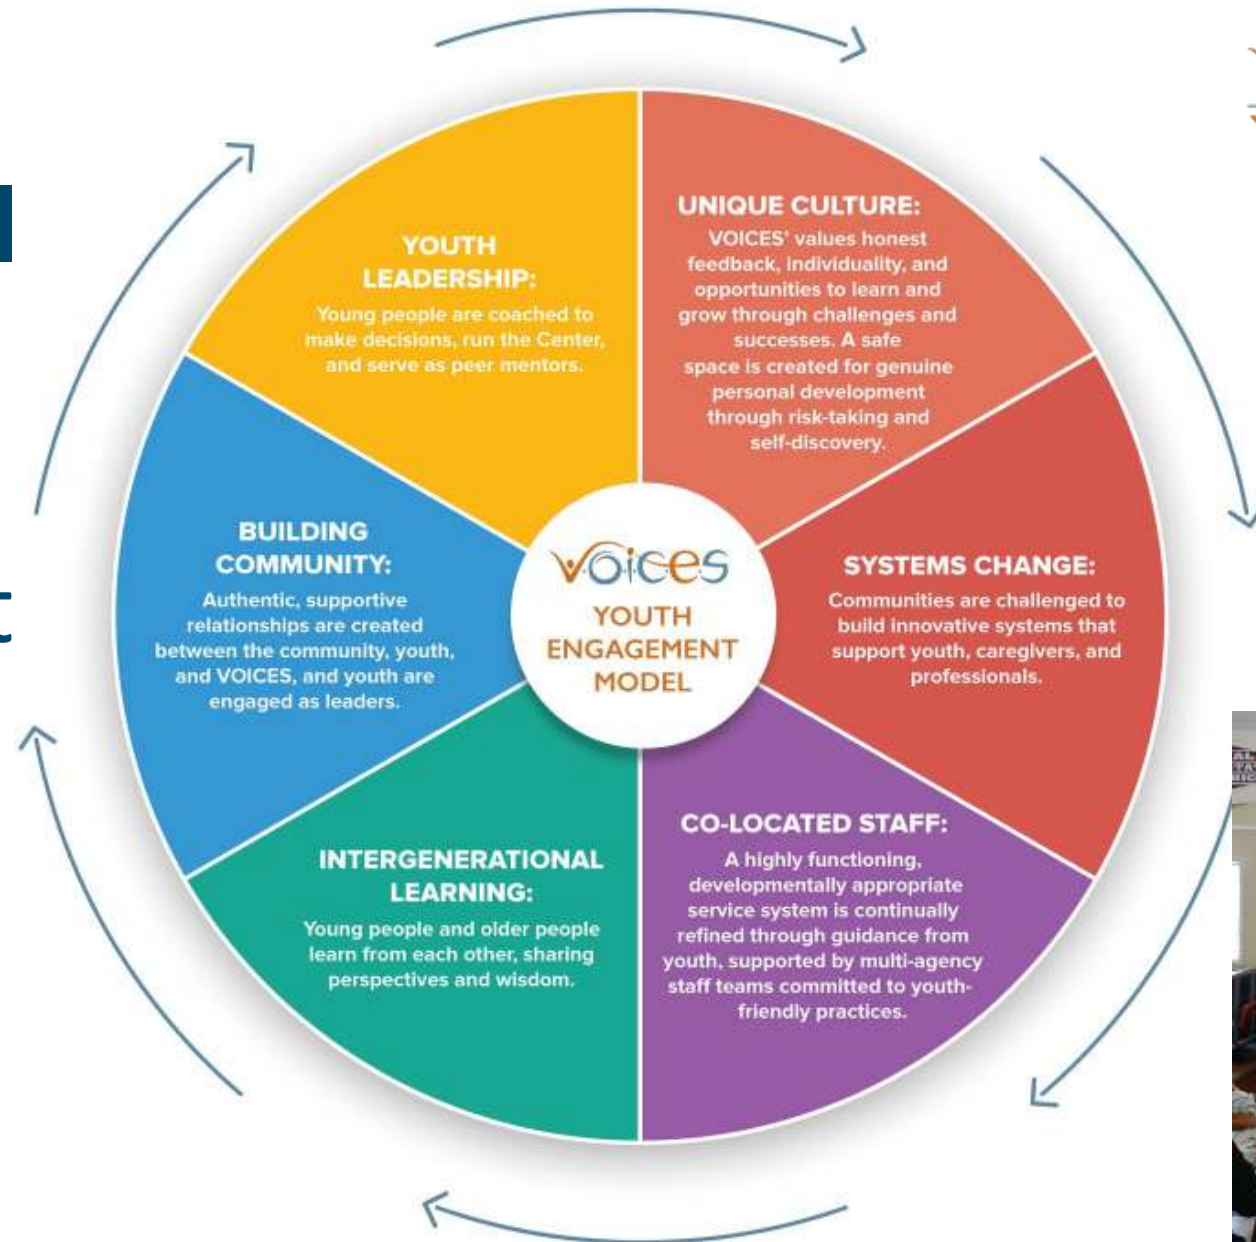 YOUTH
LEADERSHIP:
Young people are coached to
make decisions, run the Center,
and serve as peer mentors.
UNIQUE CULTURE:
VOICES' values honest
feedback, individuality, and
opportunities to learn and
grow through challenges and
successes. A safe
space is created for genuine
personal development
through risk-taking and
self-discovery.
BUILDING
COMMUNITY:
Authentic, supportive
relationships are created
between the community, youth,
and VOICES, and youth are
engaged as leaders.
voices
YOUTH
ENGAGEMENT
MODEL
SYSTEMS CHANGE:
Communities are challenged to
build innovative systems that
support youth, caregivers, and
professionals.
INTERGENERATIONAL
LEARNING:
Young people and older people
learn from each other, sharing
perspectives and wisdom.
CO-LOCATED STAFF:
A highly functioning,
developmentally appropriate
service system is continually
refined through guidance from
youth, supported by multi-agency
staff teams committed to youth-
friendly practices.
t